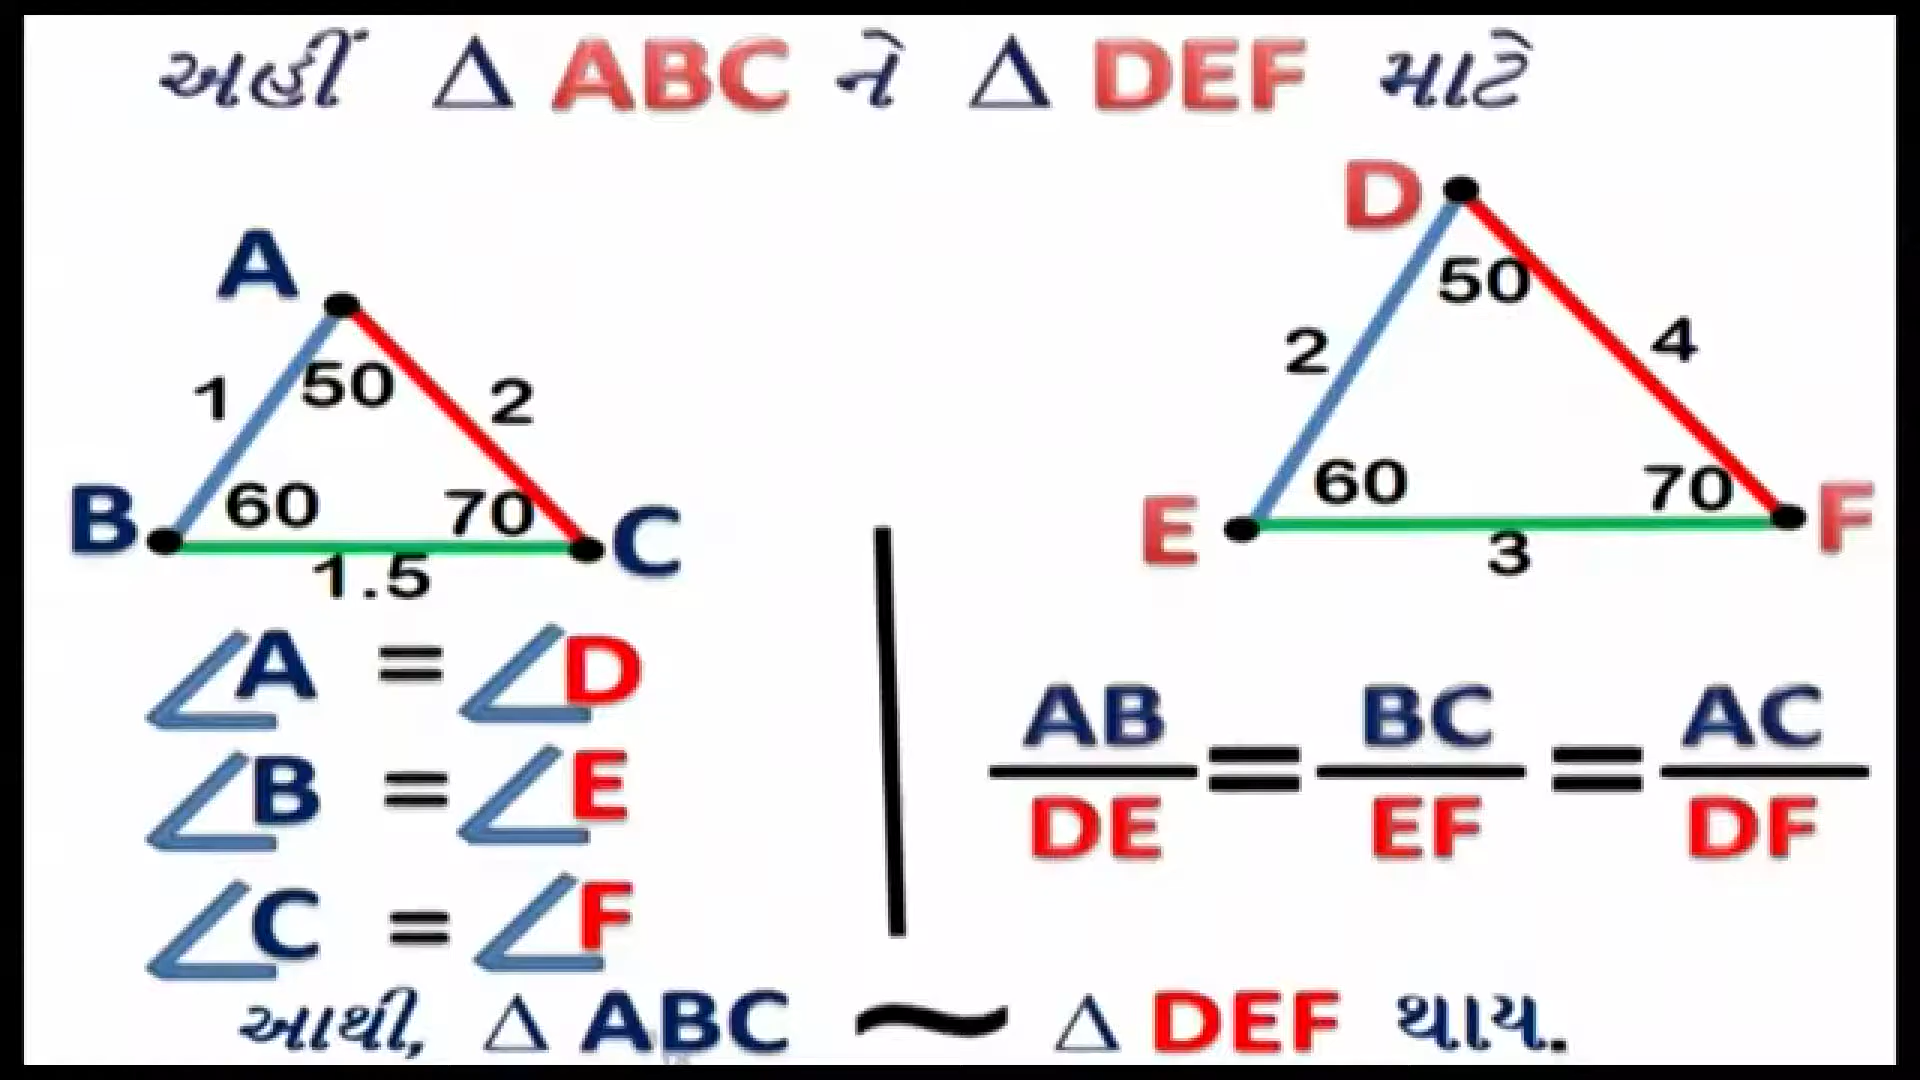 અહીં Δ ABC ને Δ DEF માટે
A
50
1
2
B
60
70
C
1.5
D
50
2
4
E
60
70
F
3
∠A = ∠D
∠B = ∠E
∠C = ∠F
AB/DE = BC/EF = AC/DF
આથી, Δ ABC ~ Δ DEF થાય.